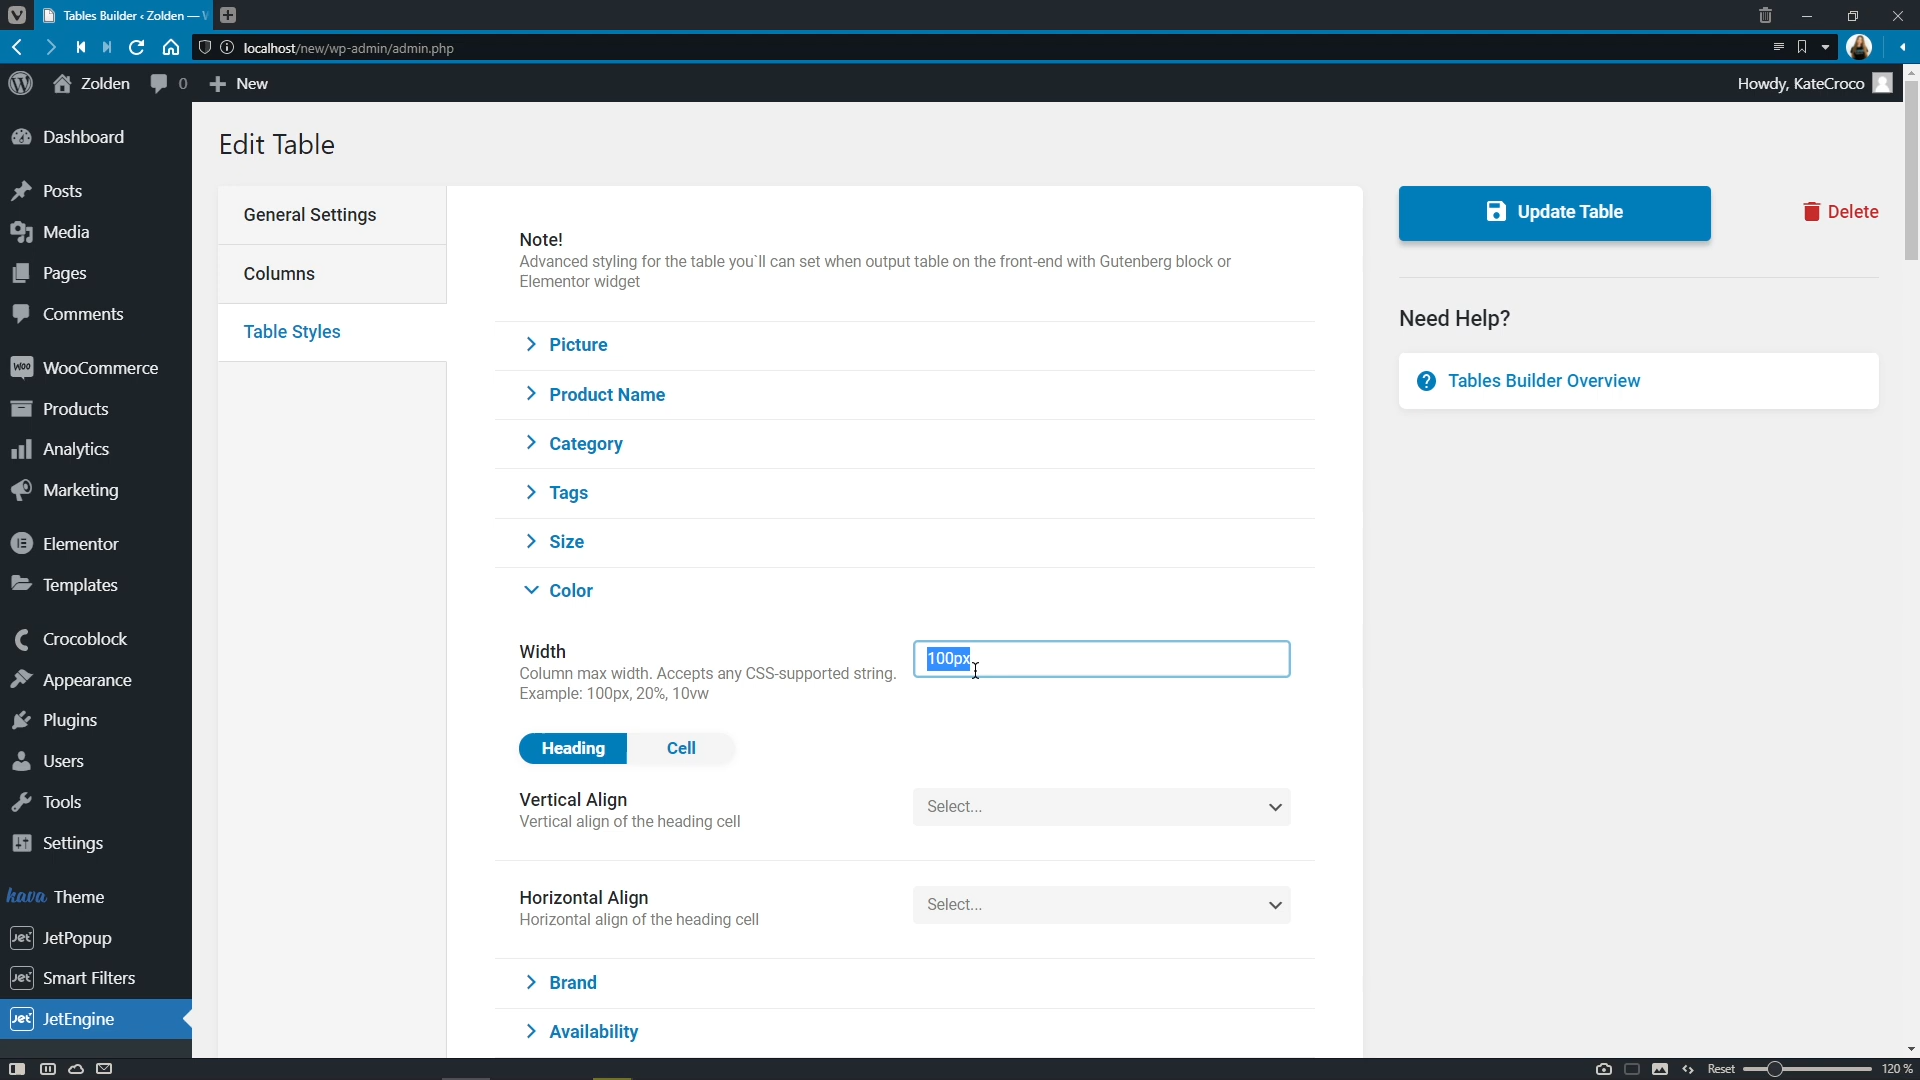 Tables Builder ‹ Zolden — W
localhost/new/wp-admin/admin.php
Zolden 0 New Howdy, KateCroco
Dashboard
Posts
Media
Pages
Comments
WooCommerce
Products
Analytics
Marketing
Elementor
Templates
Crocoblock
Appearance
Plugins
Users
Tools
Settings
hava Theme
Jet JetPopup
Jet Smart Filters
Jet JetEngine
Edit Table
General Settings
Columns
Table Styles
Note!
Advanced styling for the table you`ll can set when output table on the front-end with Gutenberg block or
Elementor widget
Picture
Product Name
Category
Tags
Size
Color
Width
Column max width. Accepts any CSS-supported string.
Example: 100px, 20%, 10vw
100px
Heading Cell
Vertical Align
Vertical align of the heading cell
Select...
Horizontal Align
Horizontal align of the heading cell
Select...
Brand
Availability
Update Table
Delete
Need Help?
Tables Builder Overview
Reset 120 %